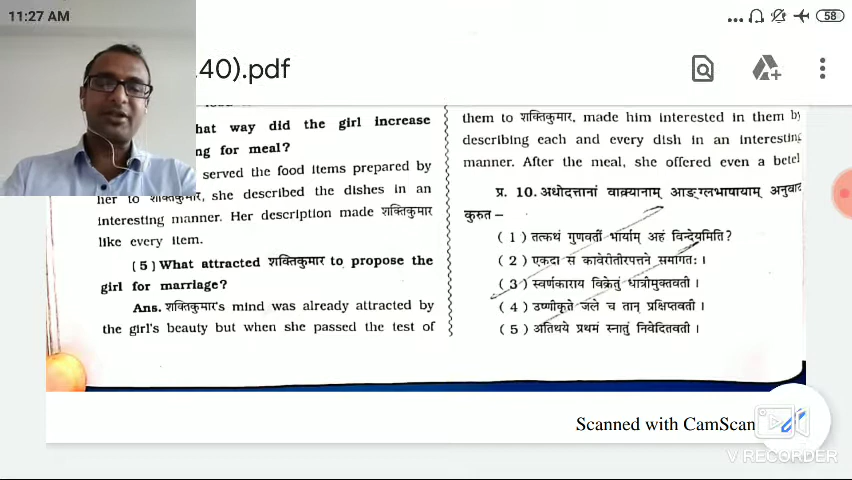 11:27 AM
58
40).pdf
hat way did the girl increase
ng for meal?
served the food items prepared by
her to शक्तिकुमार, she described the dishes in an
interesting manner. Her description made शक्तिकुमार
like every item.
(5) What attracted शक्तिकुमार to propose the
girl for marriage?
Ans. शक्तिकुमार's mind was already attracted by
the girl's beauty but when she passed the test of
them to शक्तिकुमार, made him interested in them by
describing each and every dish in an interesting
manner. After the meal, she offered even a betel
प्र. 10. अधोदत्तानां वाक्यानाम् आङ्ग्लभाषायाम् अनुवाद
कुरुत –
(1) तत्कथं गुणवतीं भार्याम् अहं विन्देयमिति?
(2) एकदा स कावेरीतीरपत्तने समागतः।
(3) स्वर्णकाराय विक्रेतुं धात्रीमुक्तवती।
(4) उष्णीकृते जले च तान् प्रक्षिप्तवती।
(5) अतिथये प्रथमं स्नातुं निवेदितवती।
Scanned with CamScan
V RECORDER